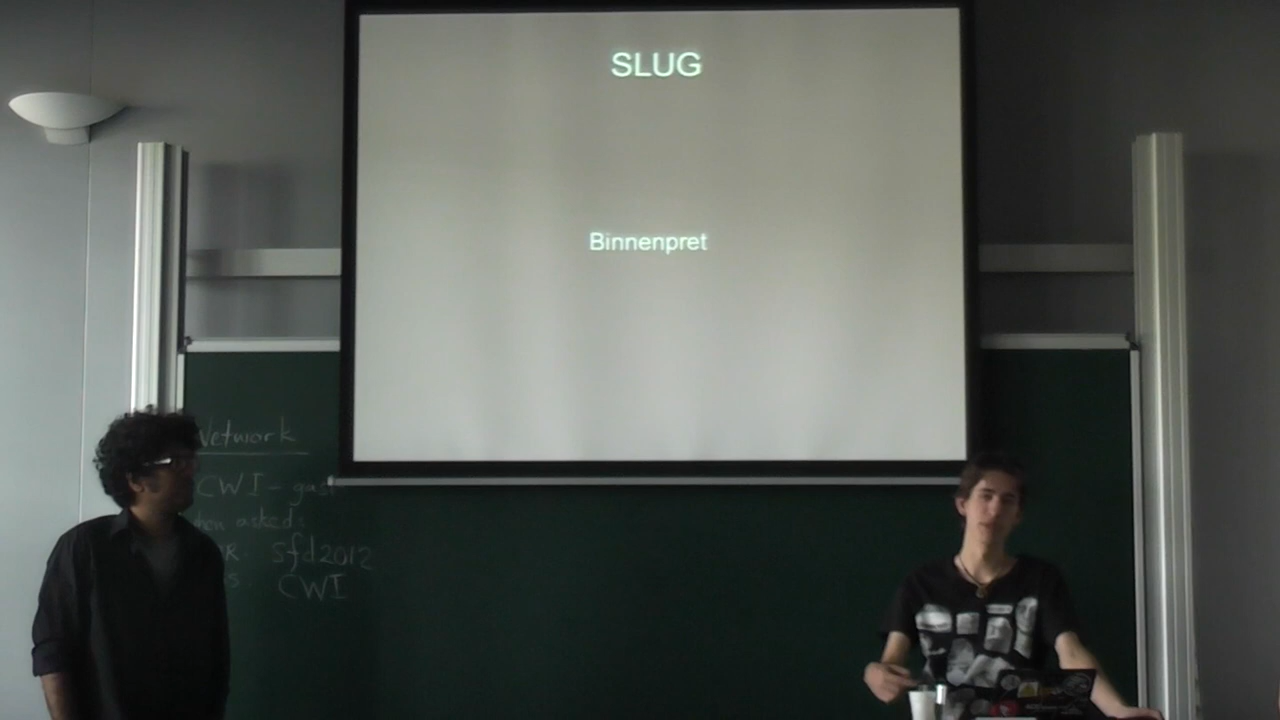 SLUG
Binnenpret
Network
CWI-gast
when asked:
sfd2012
CWI